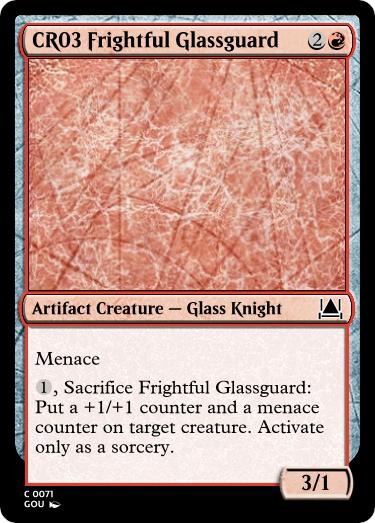 CR03 Frightful Glassguard 2
Artifact Creature — Glass Knight
Menace
1, Sacrifice Frightful Glassguard:
Put a +1/+1 counter and a menace
counter on target creature. Activate
only as a sorcery.
3/1
C 0071
GOU